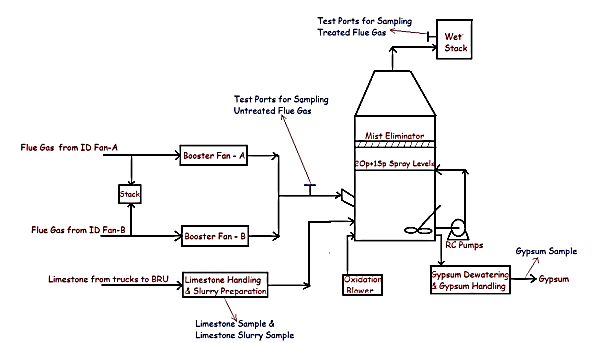 Test Ports for Sampling
Treated Flue Gas
Wet
Stack
Test Ports for Sampling
Untreated Flue Gas
Mist Eliminator
Flue Gas from ID Fan-A
Booster Fan - A
2Op+1Sp Spray Levels
Stack
Flue Gas from ID Fan-B
Booster Fan - B
RC Pumps
Gypsum Sample
Limestone from trucks to BRU
Limestone Handling
& Slurry Preparation
Oxidation
Blower
Gypsum Dewatering
& Gypsum Handling
Gypsum
Limestone Sample &
Limestone Slurry Sample